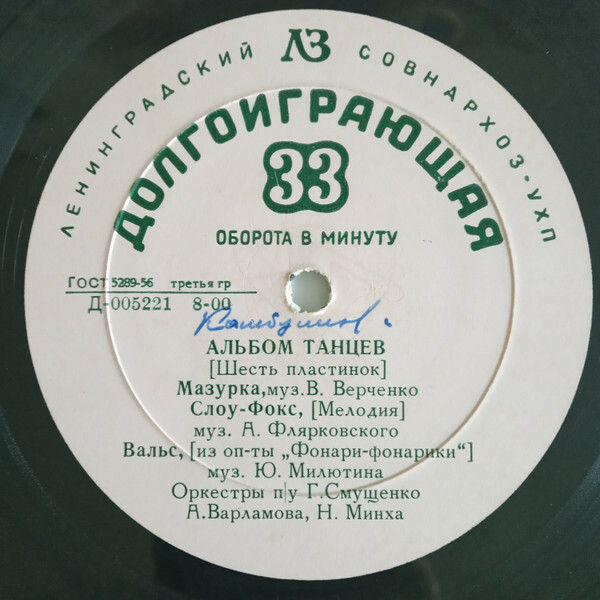 ЛЕНИНГРАДСКИЙ ЛЗ СОВНАРХОЗ-УХП
ДОЛГОИГРАЮЩАЯ
33
ОБОРОТА В МИНУТУ
ГОСТ 5289-56 третья гр
Д-005221 8-00
АЛЬБОМ ТАНЦЕВ
[Шесть пластинок]
Мазурка, муз. В. Верченко
Слоу-Фокс, [Мелодия]
муз. А. Флярковского
Вальс, [из оп-ты „Фонари-фонарики“]
муз. Ю. Милютина
Оркестры п/у Г. Смущенко
А. Варламова, Н. Минха